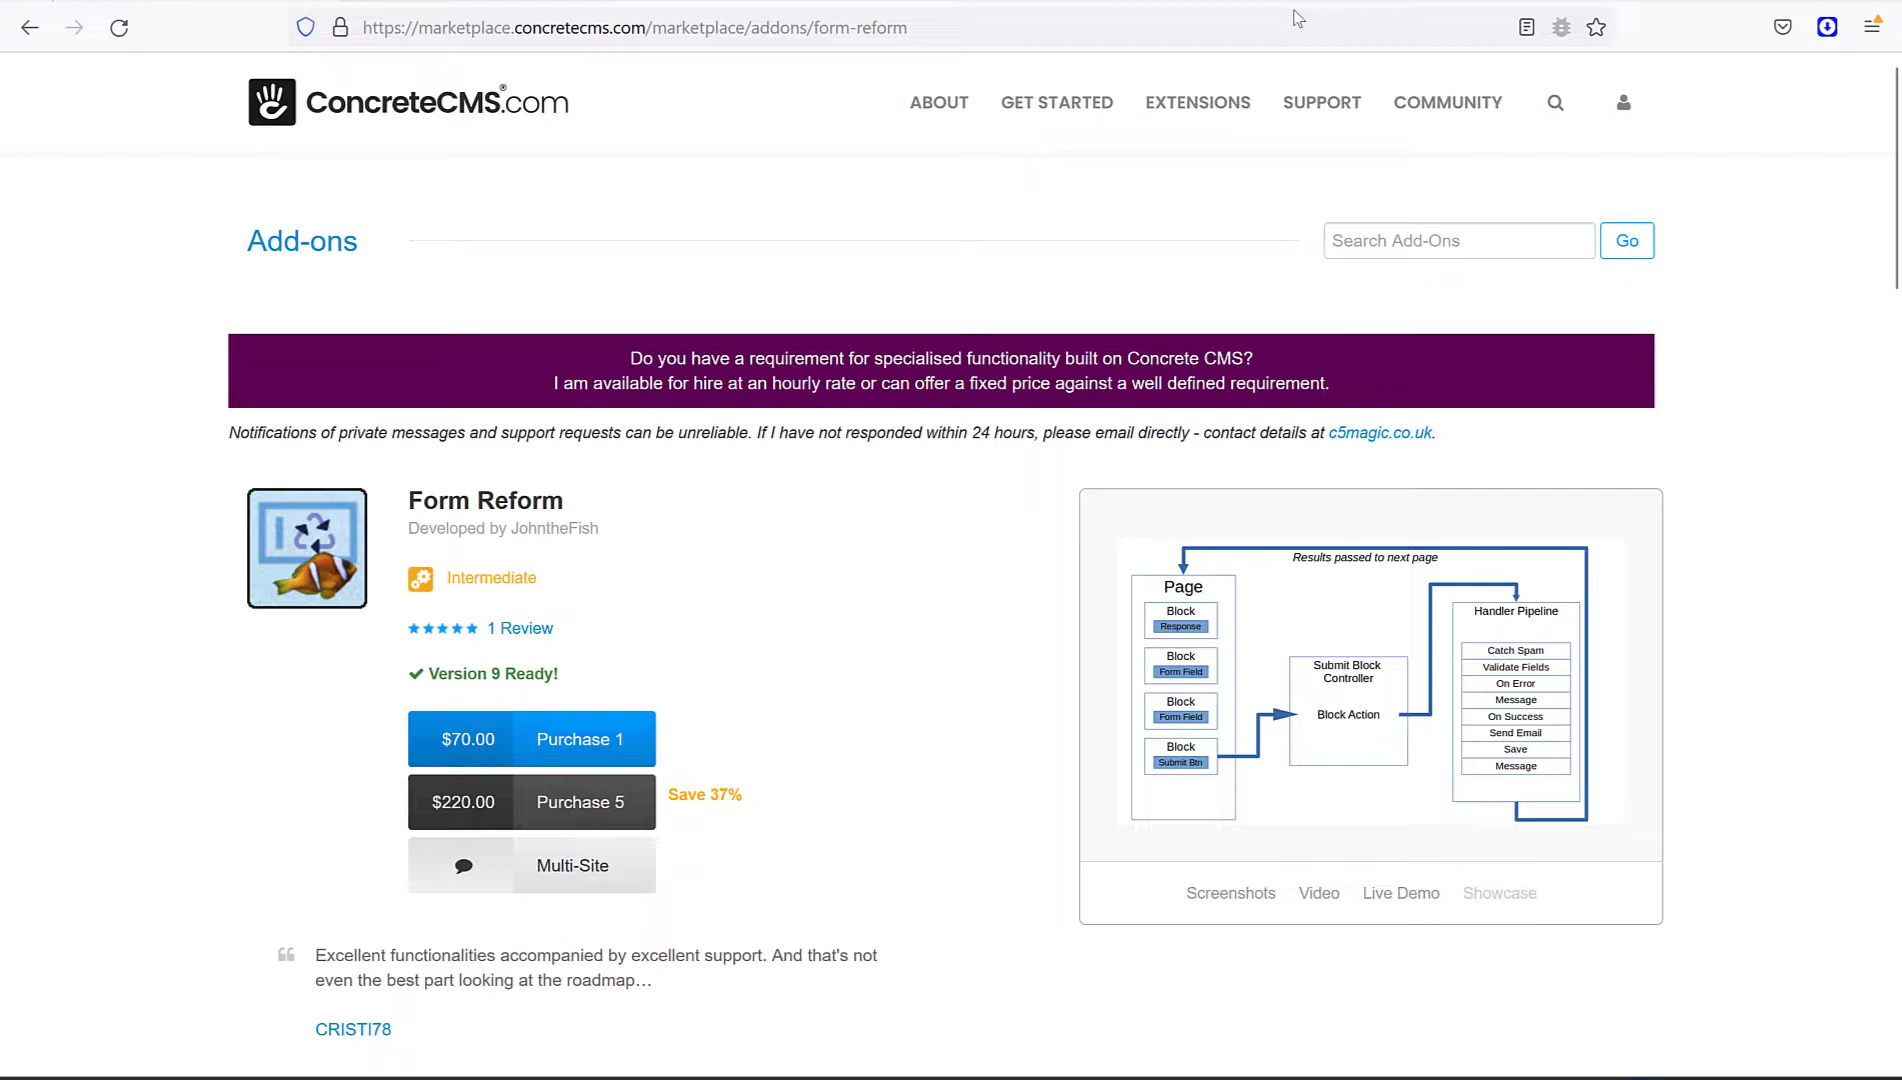 https://marketplace.concretecms.com/marketplace/addons/form-reform
ConcreteCMS®.com
ABOUT
GET STARTED
EXTENSIONS
SUPPORT
COMMUNITY
Add-ons
Search Add-Ons
Go
Do you have a requirement for specialised functionality built on Concrete CMS?
I am available for hire at an hourly rate or can offer a fixed price against a well defined requirement.
Notifications of private messages and support requests can be unreliable. If I have not responded within 24 hours, please email directly - contact details at c5magic.co.uk.
Form Reform
Developed by JohntheFish
Intermediate
1 Review
Version 9 Ready!
$70.00 Purchase 1
$220.00 Purchase 5
Save 37%
Multi-Site
Excellent functionalities accompanied by excellent support. And that's not
even the best part looking at the roadmap…
CRISTI78
Results passed to next page
Page
Block
Response
Block
Form Field
Block
Form Field
Block
Submit Btn
Submit Block
Controller
Block Action
Handler Pipeline
Catch Spam
Validate Fields
On Error
Message
On Success
Send Email
Save
Message
Screenshots
Video
Live Demo
Showcase